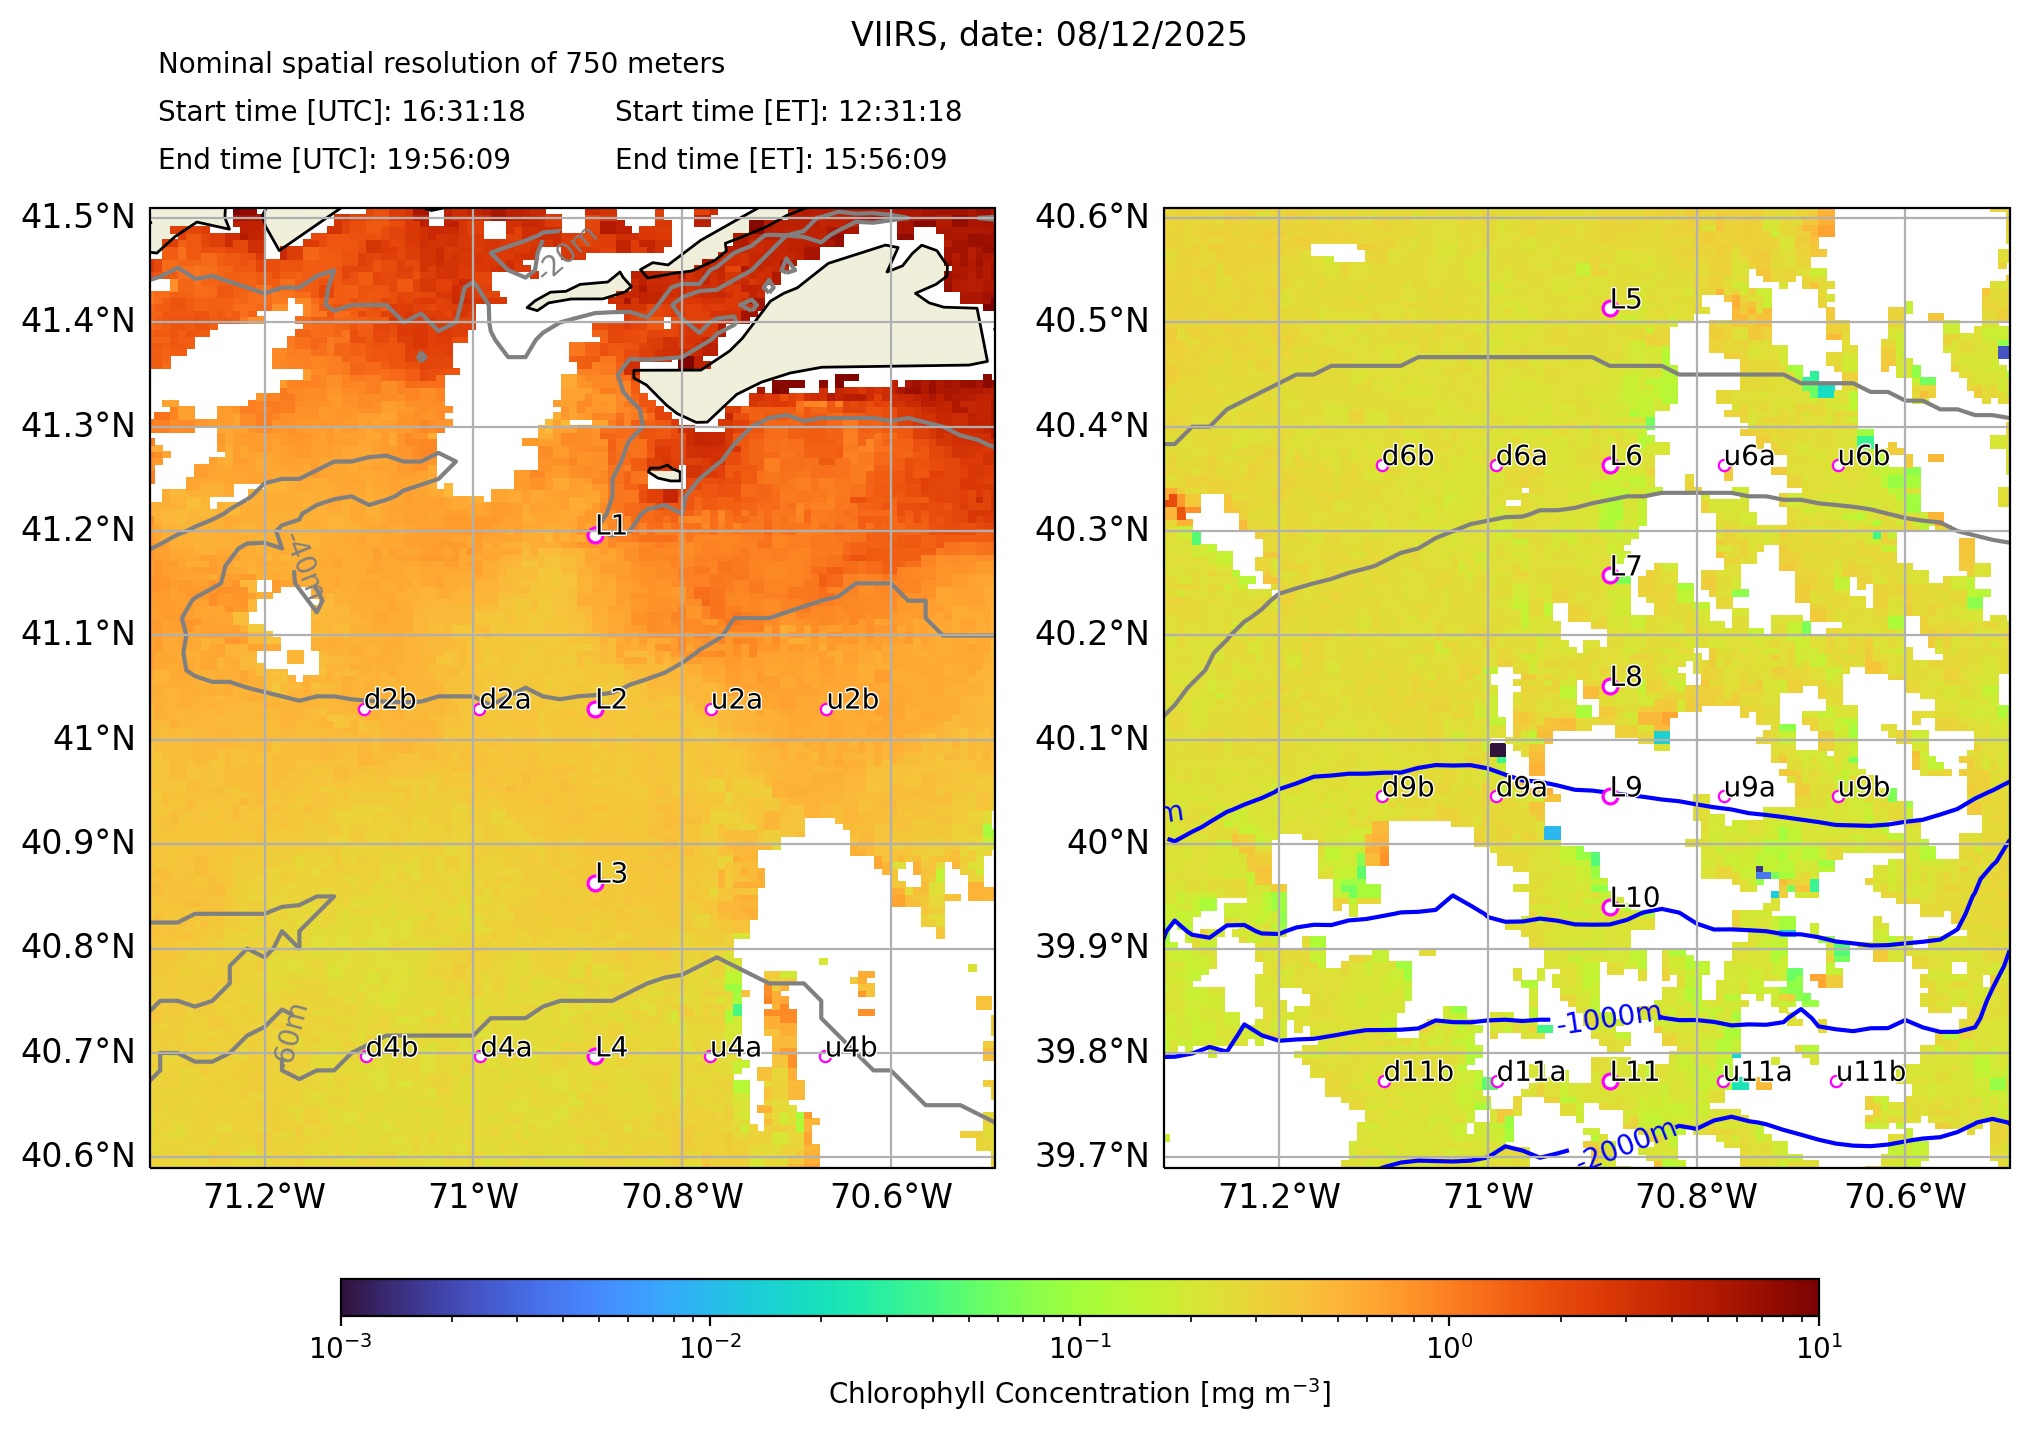 VIIRS, date: 08/12/2025
Nominal spatial resolution of 750 meters
Start time [UTC]: 16:31:18 Start time [ET]: 12:31:18
End time [UTC]: 19:56:09 End time [ET]: 15:56:09
41.5°N
41.4°N
41.3°N
41.2°N
41.1°N
41°N
40.9°N
40.8°N
40.7°N
40.6°N
-20m
-40m
L1
d2b d2a L2 u2a u2b
L3
60m
d4b d4a L4 u4a u4b
71.2°W 71°W 70.8°W 70.6°W
40.6°N
40.5°N
40.4°N
40.3°N
40.2°N
40.1°N
40°N
39.9°N
39.8°N
39.7°N
L5
d6b d6a L6 u6a u6b
L7
L8
d9b d9a L9 u9a u9b
m
L10
-1000m
d11b d11a L11 u11a u11b
-2000m
71.2°W 71°W 70.8°W 70.6°W
10⁻³ 10⁻² 10⁻¹ 10⁰ 10¹
Chlorophyll Concentration [mg m⁻³]